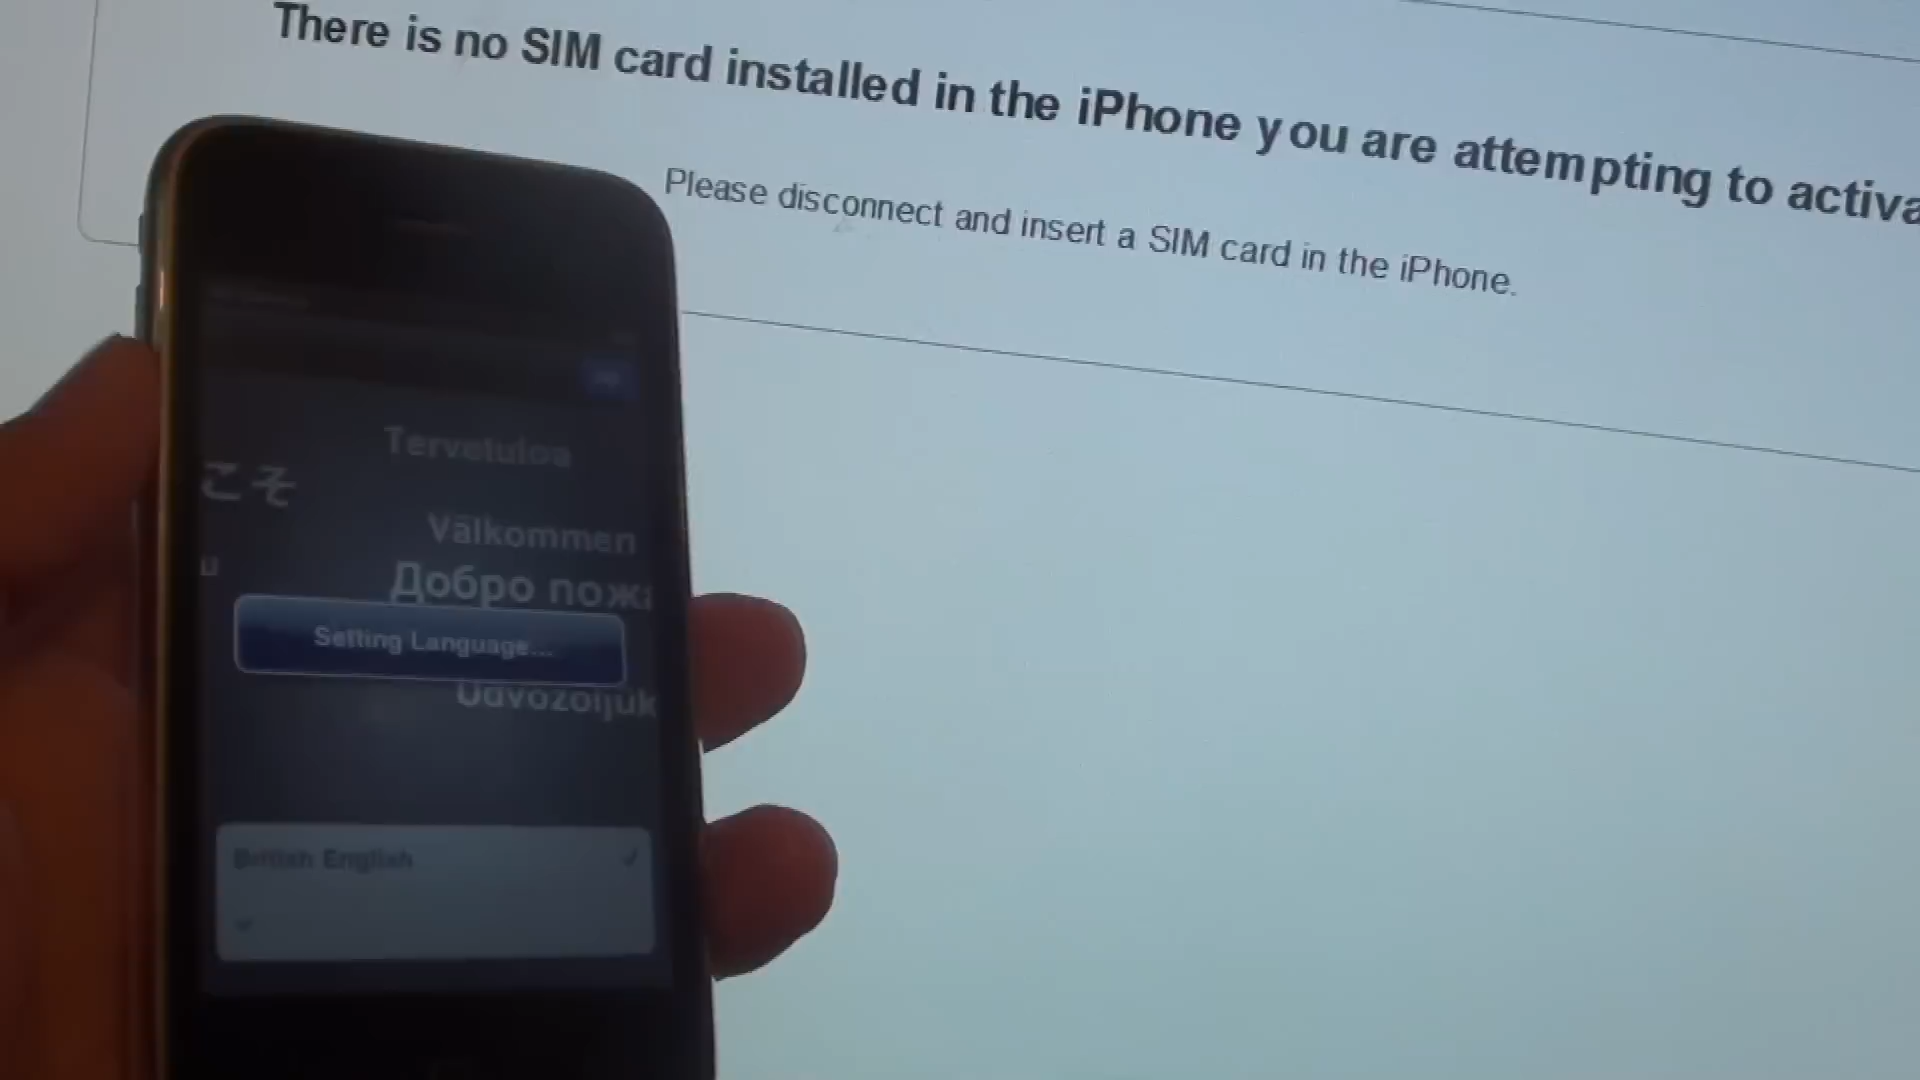 There is no SIM card installed in the iPhone you are attempting to activa
Please disconnect and insert a SIM card in the iPhone.
Tervetuloa
こそ
Välkommen
u
Добро пожа
Setting Language...
Üdvözöljük
British English